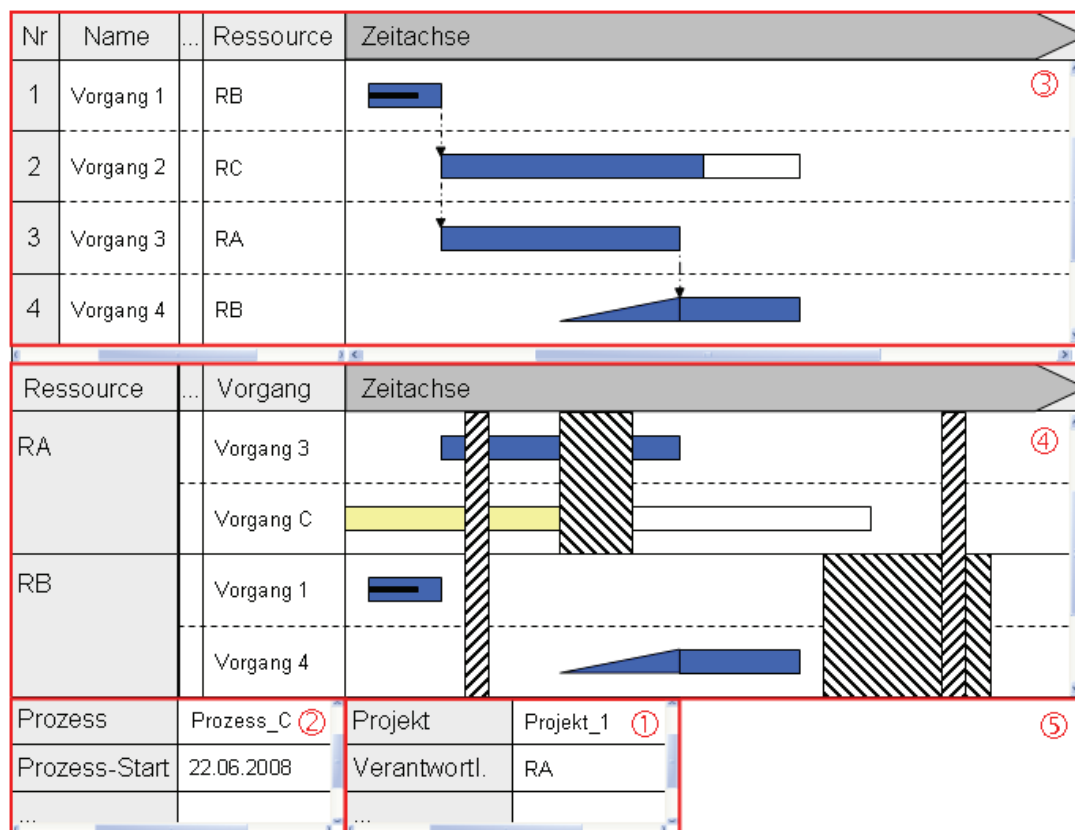 Nr Name ... Ressource Zeitachse
③
1 Vorgang 1 RB
2 Vorgang 2 RC
3 Vorgang 3 RA
4 Vorgang 4 RB
Ressource ... Vorgang Zeitachse
④
RA Vorgang 3
Vorgang C
RB Vorgang 1
Vorgang 4
Prozess Prozess_C ② Projekt Projekt_1 ① ⑤
Prozess-Start 22.06.2008 Verantwortl. RA
... ...